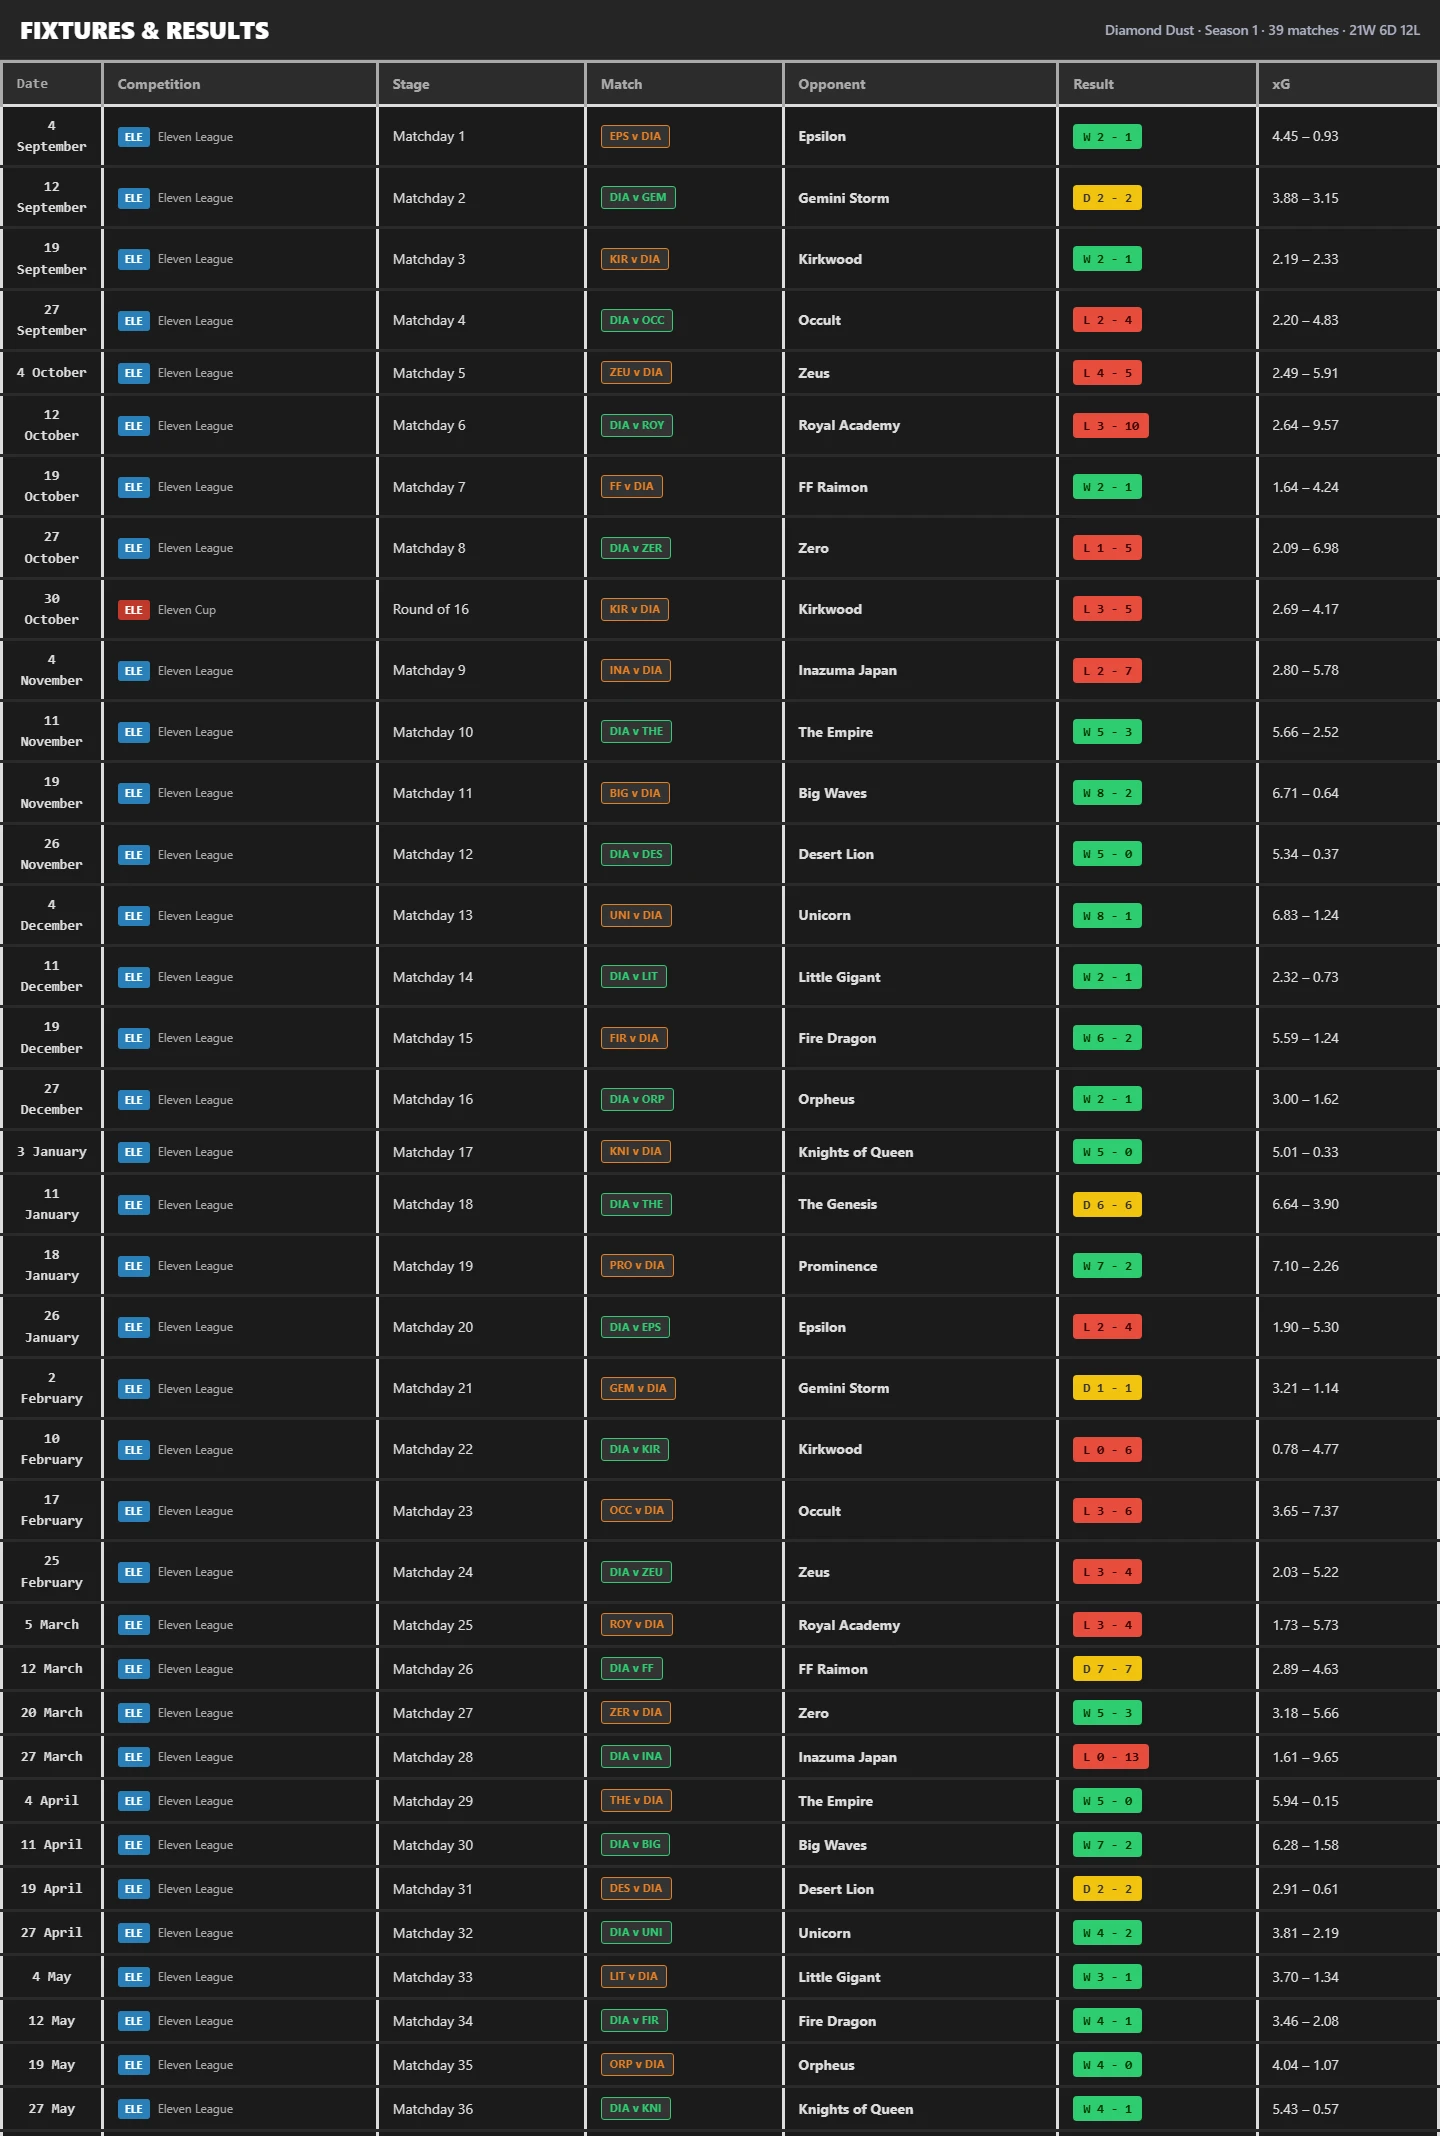 FIXTURES & RESULTS
Diamond Dust · Season 1 · 39 matches · 21W 6D 12L
Date Competition Stage Match Opponent Result xG
4 September ELE Eleven League Matchday 1 EPS v DIA Epsilon W 2 - 1 4.45 – 0.93
12 September ELE Eleven League Matchday 2 DIA v GEM Gemini Storm D 2 - 2 3.88 – 3.15
19 September ELE Eleven League Matchday 3 KIR v DIA Kirkwood W 2 - 1 2.19 – 2.33
27 September ELE Eleven League Matchday 4 DIA v OCC Occult L 2 - 4 2.20 – 4.83
4 October ELE Eleven League Matchday 5 ZEU v DIA Zeus L 4 - 5 2.49 – 5.91
12 October ELE Eleven League Matchday 6 DIA v ROY Royal Academy L 3 - 10 2.64 – 9.57
19 October ELE Eleven League Matchday 7 FF v DIA FF Raimon W 2 - 1 1.64 – 4.24
27 October ELE Eleven League Matchday 8 DIA v ZER Zero L 1 - 5 2.09 – 6.98
30 October ELE Eleven Cup Round of 16 KIR v DIA Kirkwood L 3 - 5 2.69 – 4.17
4 November ELE Eleven League Matchday 9 INA v DIA Inazuma Japan L 2 - 7 2.80 – 5.78
11 November ELE Eleven League Matchday 10 DIA v THE The Empire W 5 - 3 5.66 – 2.52
19 November ELE Eleven League Matchday 11 BIG v DIA Big Waves W 8 - 2 6.71 – 0.64
26 November ELE Eleven League Matchday 12 DIA v DES Desert Lion W 5 - 0 5.34 – 0.37
4 December ELE Eleven League Matchday 13 UNI v DIA Unicorn W 8 - 1 6.83 – 1.24
11 December ELE Eleven League Matchday 14 DIA v LIT Little Gigant W 2 - 1 2.32 – 0.73
19 December ELE Eleven League Matchday 15 FIR v DIA Fire Dragon W 6 - 2 5.59 – 1.24
27 December ELE Eleven League Matchday 16 DIA v ORP Orpheus W 2 - 1 3.00 – 1.62
3 January ELE Eleven League Matchday 17 KNI v DIA Knights of Queen W 5 - 0 5.01 – 0.33
11 January ELE Eleven League Matchday 18 DIA v THE The Genesis D 6 - 6 6.64 – 3.90
18 January ELE Eleven League Matchday 19 PRO v DIA Prominence W 7 - 2 7.10 – 2.26
26 January ELE Eleven League Matchday 20 DIA v EPS Epsilon L 2 - 4 1.90 – 5.30
2 February ELE Eleven League Matchday 21 GEM v DIA Gemini Storm D 1 - 1 3.21 – 1.14
10 February ELE Eleven League Matchday 22 DIA v KIR Kirkwood L 0 - 6 0.78 – 4.77
17 February ELE Eleven League Matchday 23 OCC v DIA Occult L 3 - 6 3.65 – 7.37
25 February ELE Eleven League Matchday 24 DIA v ZEU Zeus L 3 - 4 2.03 – 5.22
5 March ELE Eleven League Matchday 25 ROY v DIA Royal Academy L 3 - 4 1.73 – 5.73
12 March ELE Eleven League Matchday 26 DIA v FF FF Raimon D 7 - 7 2.89 – 4.63
20 March ELE Eleven League Matchday 27 ZER v DIA Zero W 5 - 3 3.18 – 5.66
27 March ELE Eleven League Matchday 28 DIA v INA Inazuma Japan L 0 - 13 1.61 – 9.65
4 April ELE Eleven League Matchday 29 THE v DIA The Empire W 5 - 0 5.94 – 0.15
11 April ELE Eleven League Matchday 30 DIA v BIG Big Waves W 7 - 2 6.28 – 1.58
19 April ELE Eleven League Matchday 31 DES v DIA Desert Lion D 2 - 2 2.91 – 0.61
27 April ELE Eleven League Matchday 32 DIA v UNI Unicorn W 4 - 2 3.81 – 2.19
4 May ELE Eleven League Matchday 33 LIT v DIA Little Gigant W 3 - 1 3.70 – 1.34
12 May ELE Eleven League Matchday 34 DIA v FIR Fire Dragon W 4 - 1 3.46 – 2.08
19 May ELE Eleven League Matchday 35 ORP v DIA Orpheus W 4 - 0 4.04 – 1.07
27 May ELE Eleven League Matchday 36 DIA v KNI Knights of Queen W 4 - 1 5.43 – 0.57